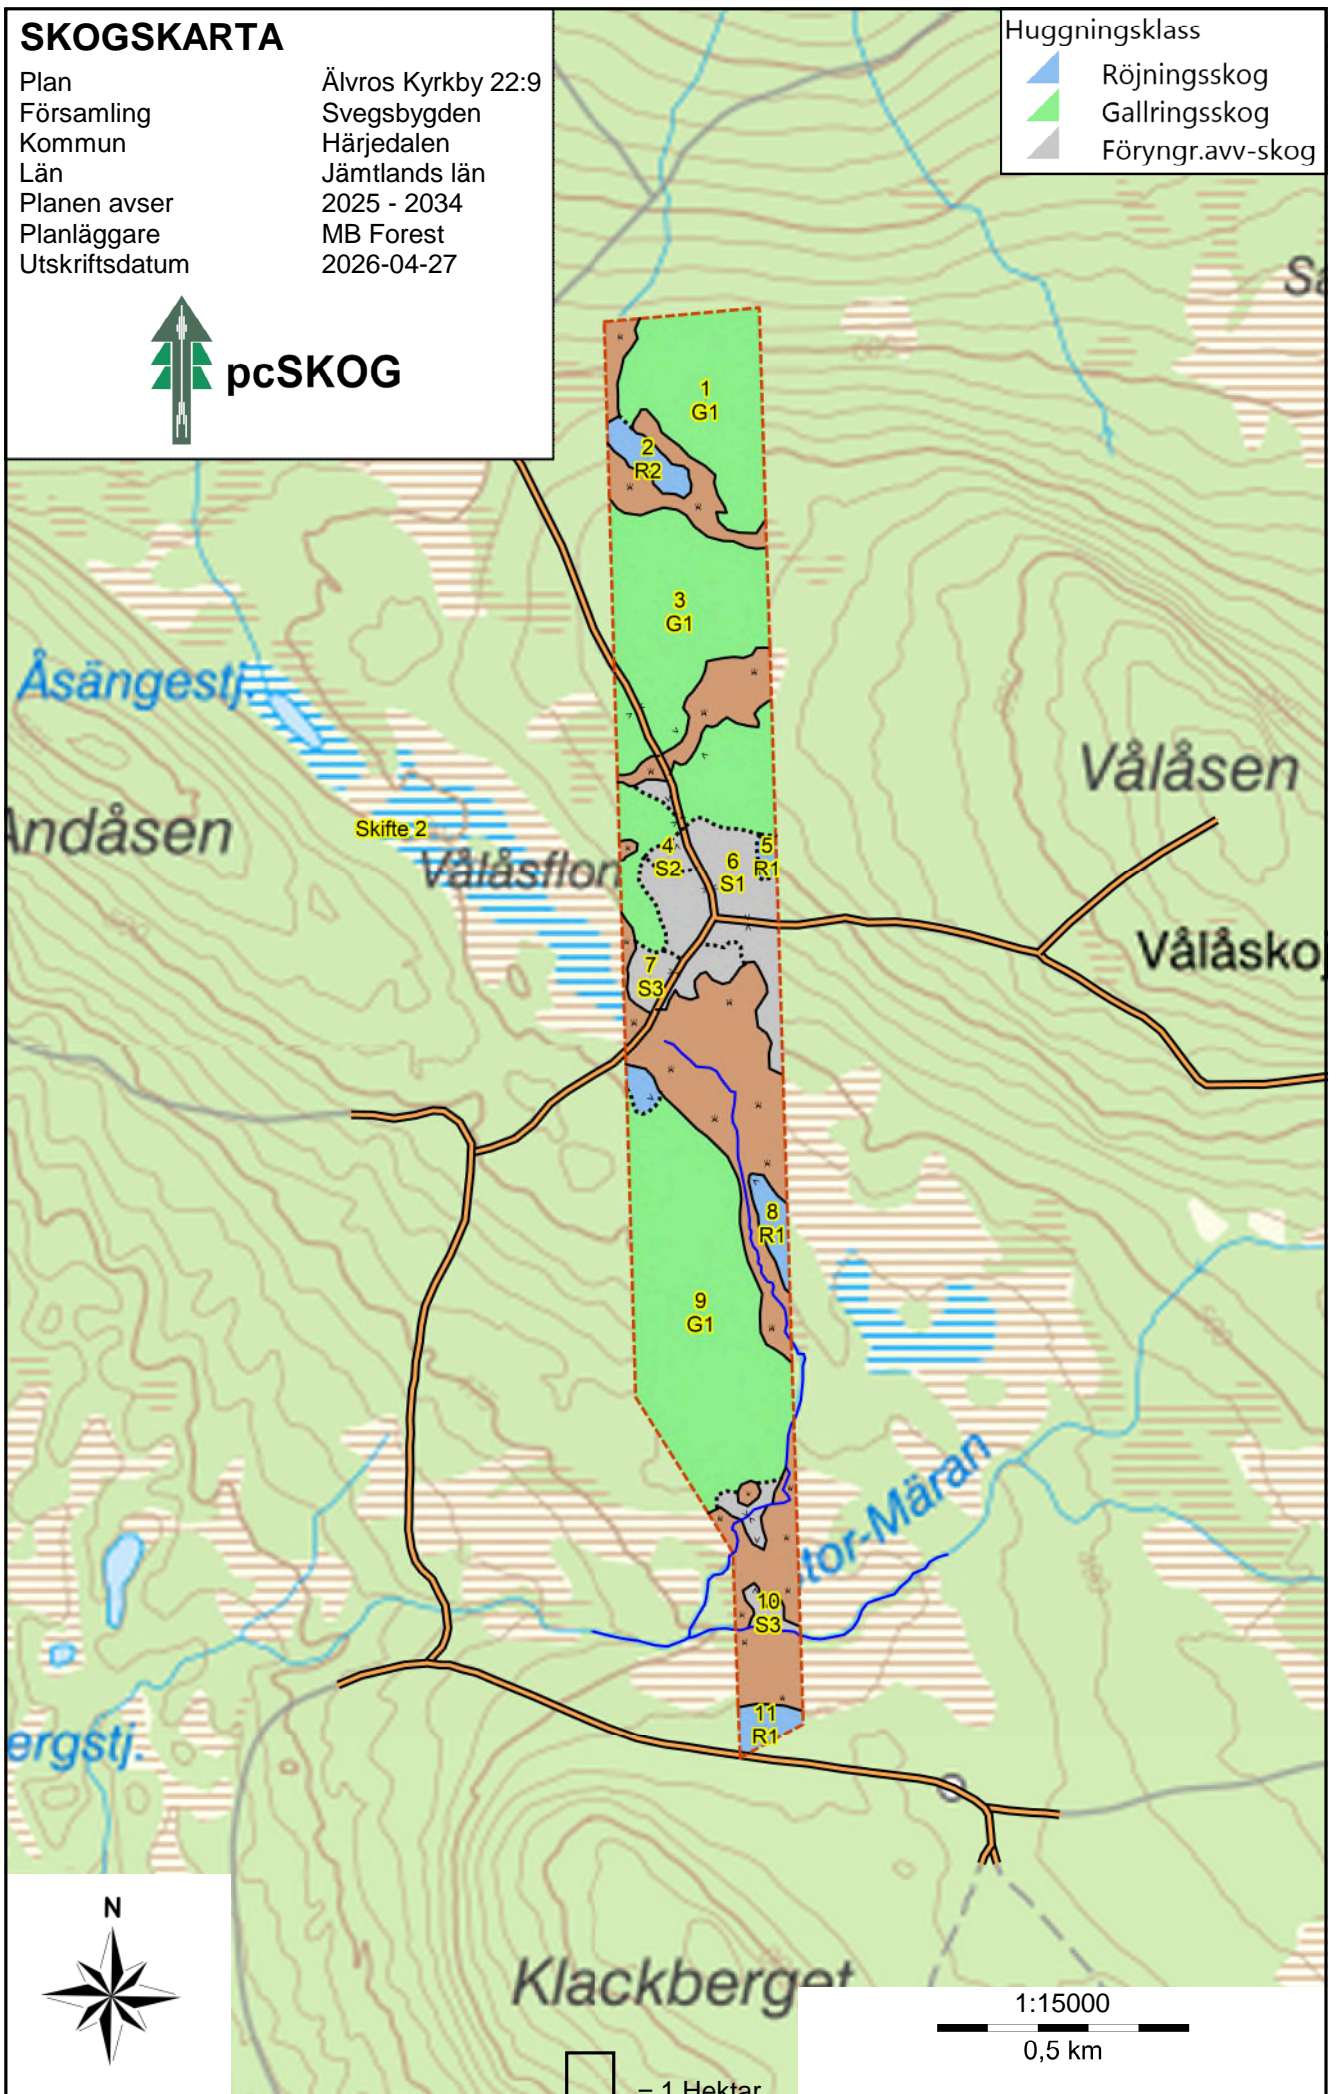 SKOGSKARTA
Plan Älvros Kyrkby 22:9
Församling Svegsbygden
Kommun Härjedalen
Län Jämtlands län
Planen avser 2025 - 2034
Planläggare MB Forest
Utskriftsdatum 2026-04-27
pcSKOG
Huggningsklass
Röjningsskog
Gallringsskog
Föryngr.avv-skog
1
G1
2
R2
3
G1
Åsängestj.
Vålåsen
Andåsen
Skifte 2
Vålåsflon
4
S2
5
R1
6
S1
Vålåsko
7
S3
8
R1
9
G1
tor-Märan
10
S3
11
R1
ergstj.
N
Klackberget
1:15000
0,5 km
= 1 Hektar